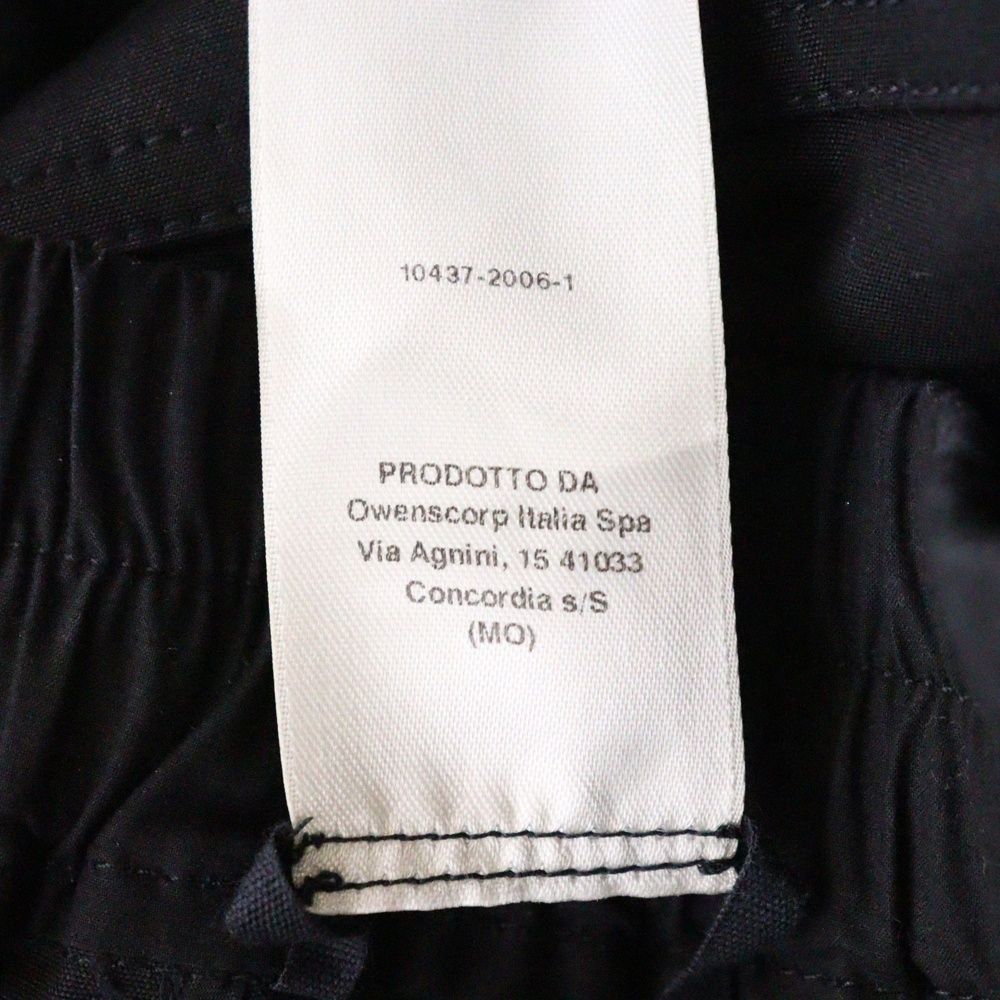 10437-2006-1
PRODOTTO DA
Owenscorp Italia Spa
Via Agnini, 15 41033
Concordia s/S
(MO)